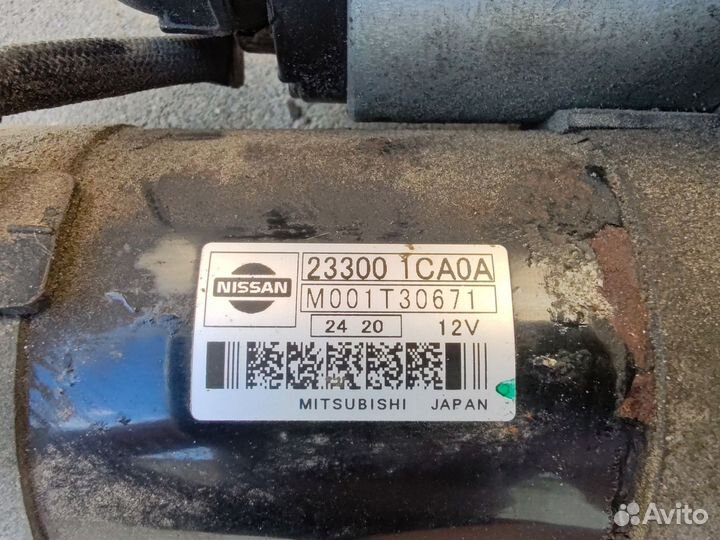 NISSAN
23300 1CA0A
M001T30671
24 20 12V
MITSUBISHI JAPAN
Avito